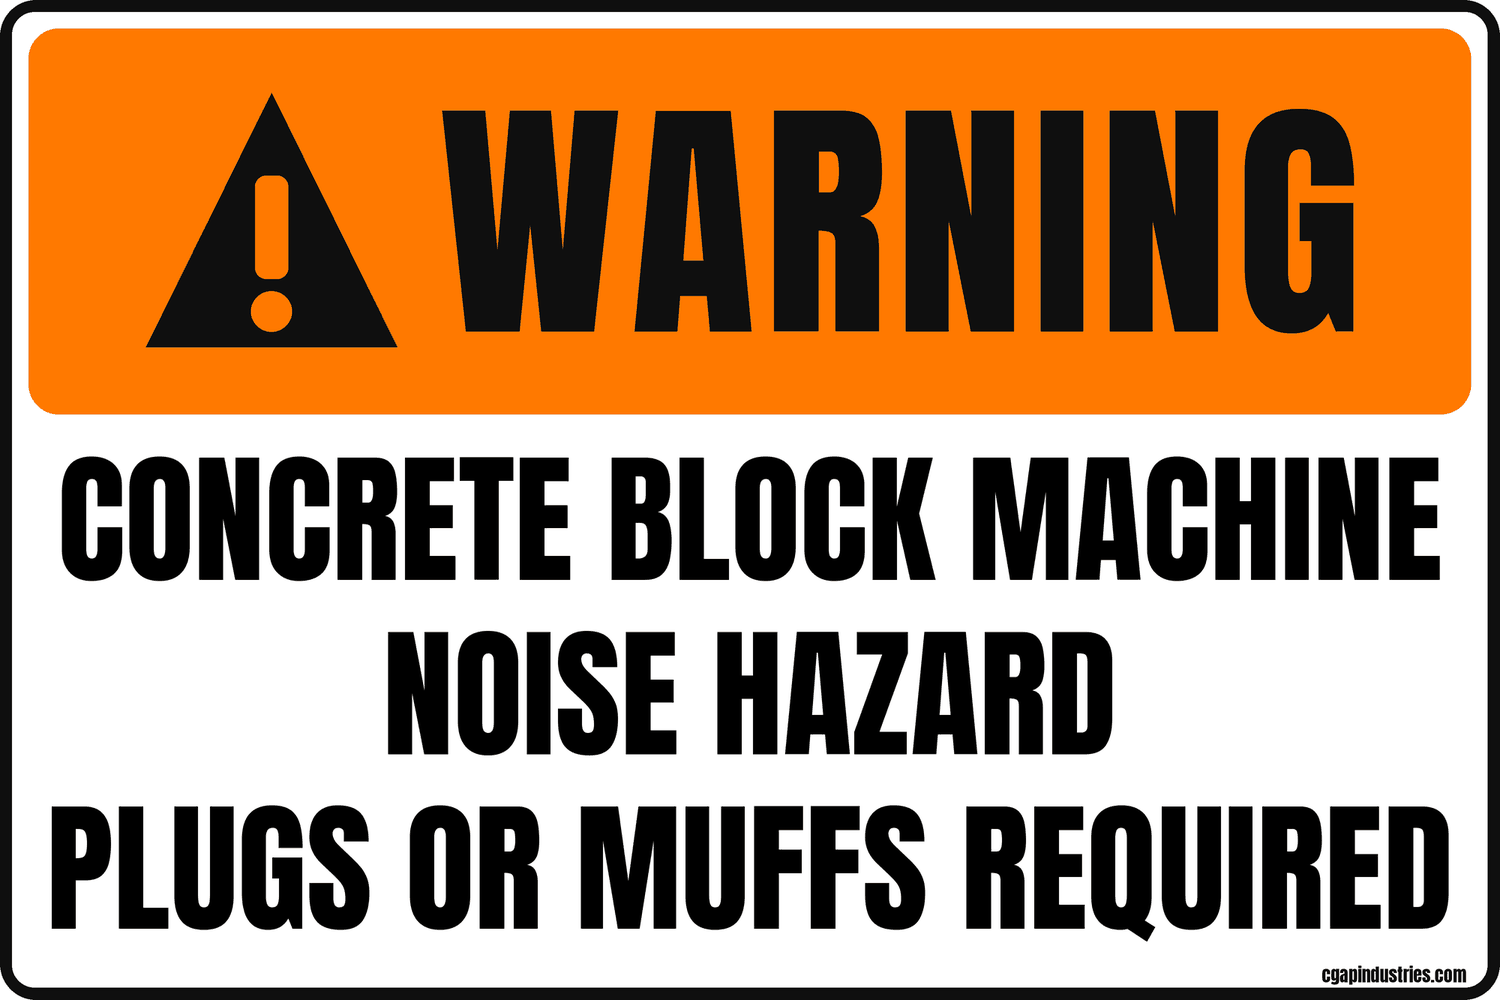 WARNING
CONCRETE BLOCK MACHINE
NOISE HAZARD
PLUGS OR MUFFS REQUIRED
cgapindustries.com